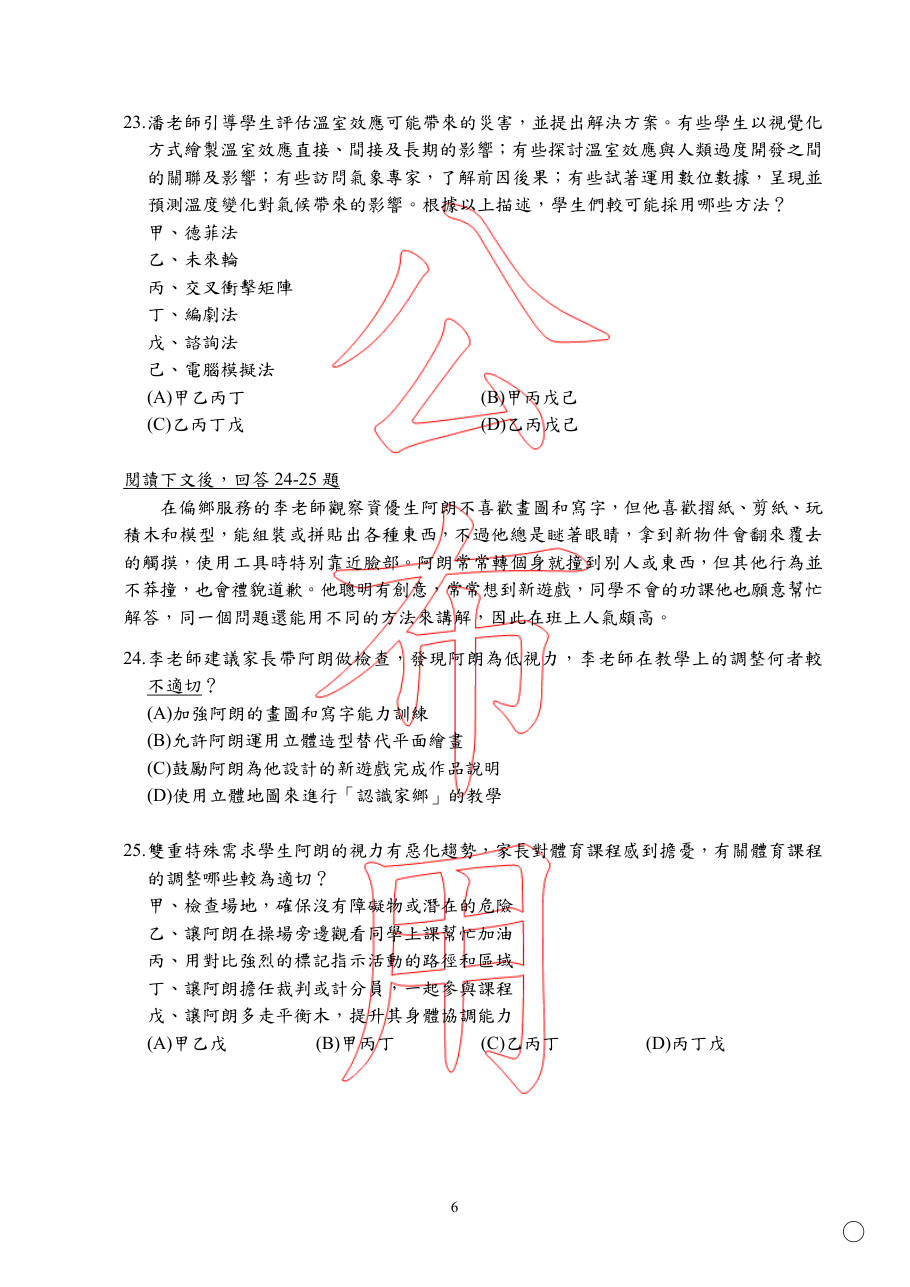 23.潘老師引導學生評估溫室效應可能帶來的災害，並提出解決方案。有些學生以視覺化
方式繪製溫室效應直接、間接及長期的影響；有些探討溫室效應與人類過度開發之間
的關聯及影響；有些訪問氣象專家，了解前因後果；有些試著運用數位數據，呈現並
預測溫度變化對氣候帶來的影響。根據以上描述，學生們較可能採用哪些方法？
甲、德菲法
乙、未來輪
丙、交叉衝擊矩陣
丁、編劇法
戊、諮詢法
己、電腦模擬法
(A)甲乙丙丁 (B)甲丙戊己
(C)乙丙丁戊 (D)乙丙戊己
閱讀下文後，回答 24-25 題
在偏鄉服務的李老師觀察資優生阿朗不喜歡畫圖和寫字，但他喜歡摺紙、剪紙、玩
積木和模型，能組裝或拼貼出各種東西，不過他總是瞇著眼睛，拿到新物件會翻來覆去
的觸摸，使用工具時特別靠近臉部。阿朗常常轉個身就撞到別人或東西，但其他行為並
不莽撞，也會禮貌道歉。他聰明有創意，常常想到新遊戲，同學不會的功課他也願意幫忙
解答，同一個問題還能用不同的方法來講解，因此在班上人氣頗高。
24.李老師建議家長帶阿朗做檢查，發現阿朗為低視力，李老師在教學上的調整何者較
不適切？
(A)加強阿朗的畫圖和寫字能力訓練
(B)允許阿朗運用立體造型替代平面繪畫
(C)鼓勵阿朗為他設計的新遊戲完成作品說明
(D)使用立體地圖來進行「認識家鄉」的教學
25.雙重特殊需求學生阿朗的視力有惡化趨勢，家長對體育課程感到擔憂，有關體育課程
的調整哪些較為適切？
甲、檢查場地，確保沒有障礙物或潛在的危險
乙、讓阿朗在操場旁邊觀看同學上課幫忙加油
丙、用對比強烈的標記指示活動的路徑和區域
丁、讓阿朗擔任裁判或計分員，一起參與課程
戊、讓阿朗多走平衡木，提升其身體協調能力
(A)甲乙戊 (B)甲丙丁 (C)乙丙丁 (D)丙丁戊
公布用
6